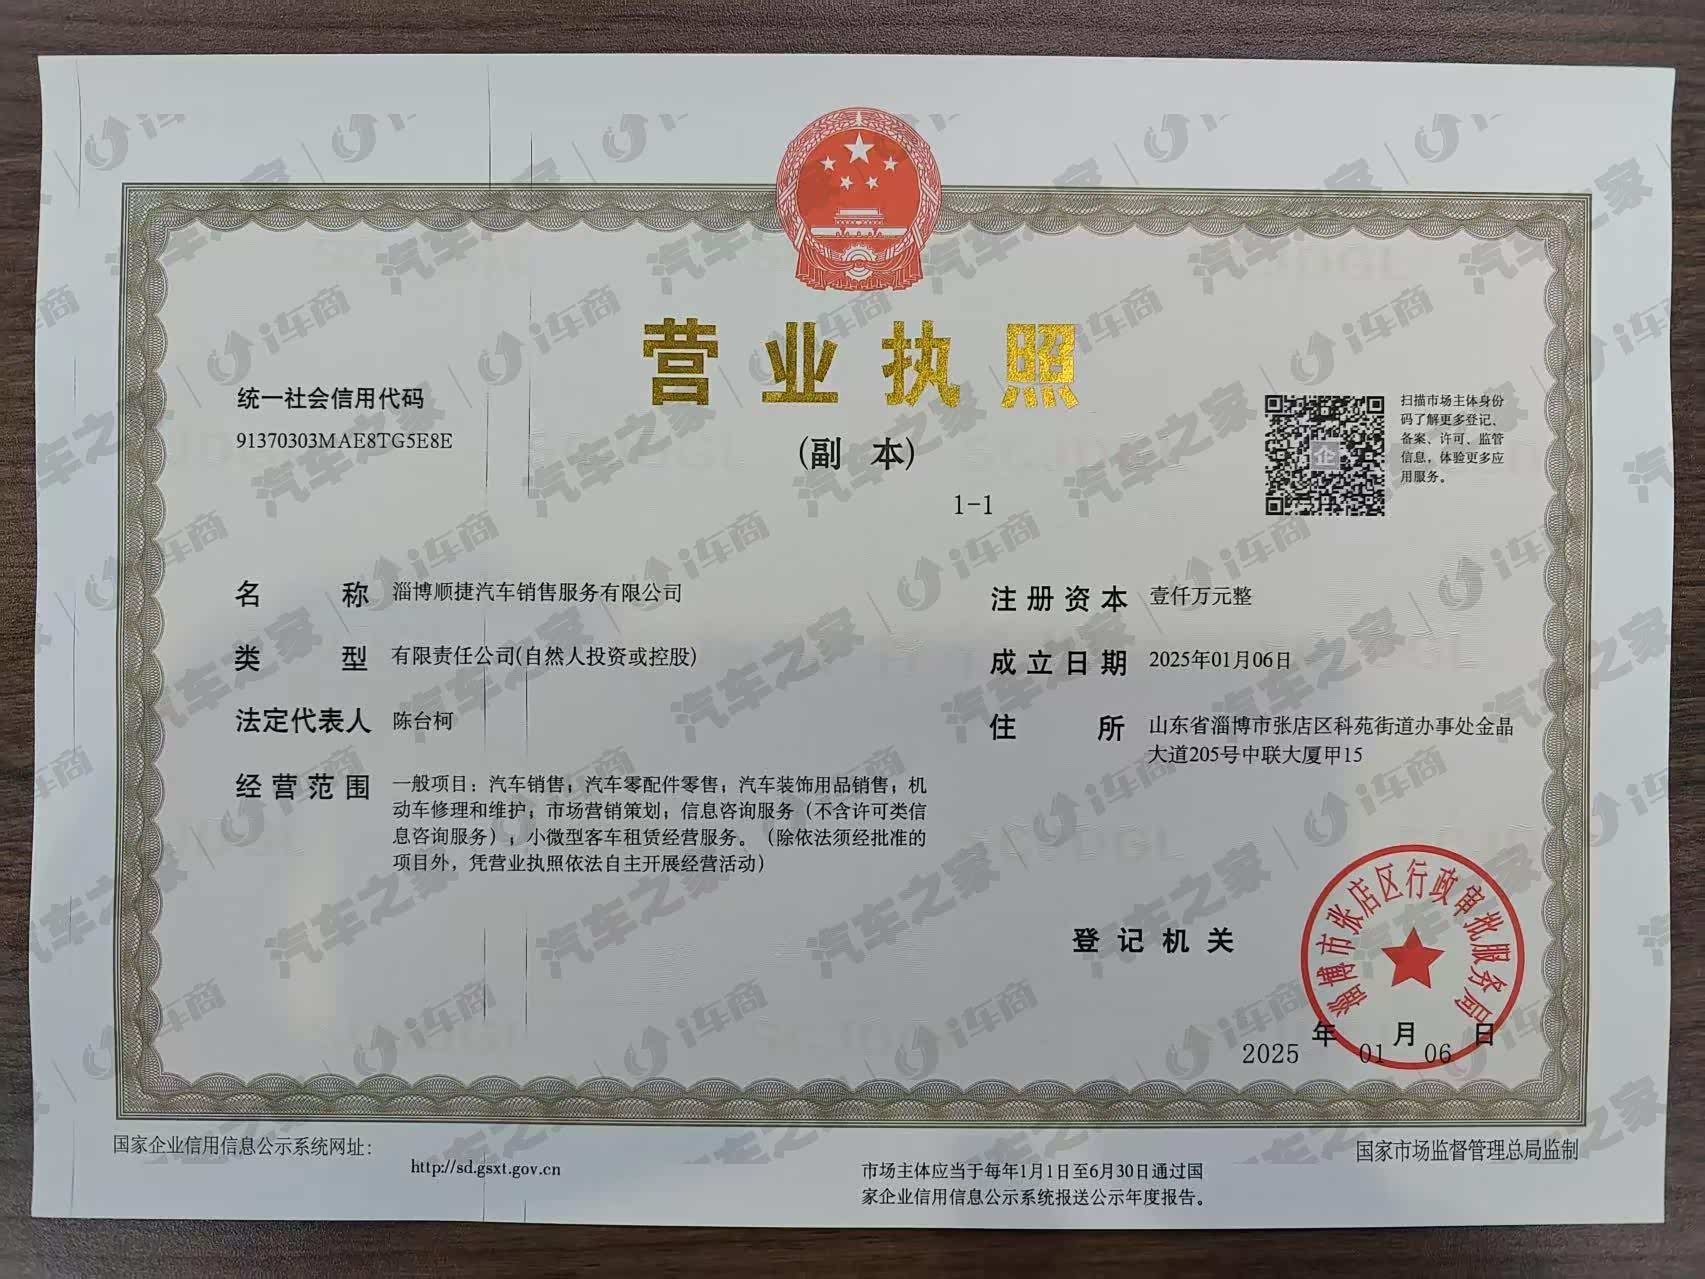 营业执照
(副 本)
1-1
统一社会信用代码
91370303MAE8TG5E8E
扫描市场主体身份
码了解更多登记、
备案、许可、监管
信息，体验更多应
用服务。
名 称 淄博顺捷汽车销售服务有限公司
类 型 有限责任公司(自然人投资或控股)
法定代表人 陈台柯
经营范围 一般项目：汽车销售；汽车零配件零售；汽车装饰用品销售；机
动车修理和维护；市场营销策划；信息咨询服务（不含许可类信
息咨询服务）；小微型客车租赁经营服务。（除依法须经批准的
项目外，凭营业执照依法自主开展经营活动）
注册资本 壹仟万元整
成立日期 2025年01月06日
住 所 山东省淄博市张店区科苑街道办事处金晶
大道205号中联大厦甲15
登记机关
淄博市张店区行政审批服务局
2025 年 01 月 06 日
国家企业信用信息公示系统网址：
http://sd.gsxt.gov.cn
市场主体应当于每年1月1日至6月30日通过国
家企业信用信息公示系统报送公示年度报告。
国家市场监督管理总局监制
汽车之家 | i车商